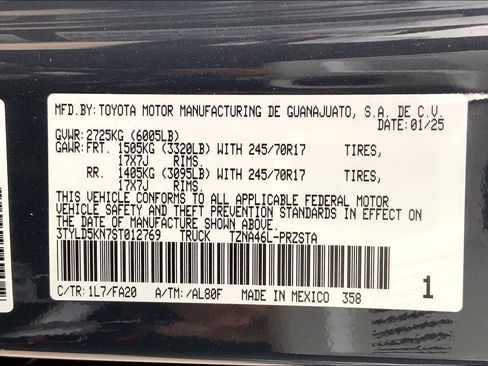 MFD.BY: TOYOTA MOTOR MANUFACTURING DE GUANAJUATO, S.A. DE C.V.
DATE: 01/25
GVWR: 2725KG (6005LB)
GAWR: FRT. 1505KG (3320LB) WITH 245/70R17 TIRES,
17X7J RIMS,
RR. 1405KG (3095LB) WITH 245/70R17 TIRES,
17X7J RIMS.
THIS VEHICLE CONFORMS TO ALL APPLICABLE FEDERAL MOTOR
VEHICLE SAFETY AND THEFT PREVENTION STANDARDS IN EFFECT ON
THE DATE OF MANUFACTURE SHOWN ABOVE.
3TYLD5KN7ST012769 TRUCK TZNA46L-PRZSTA
C/TR: 1L7/FA20 A/TM: /AL80F MADE IN MEXICO 358 1